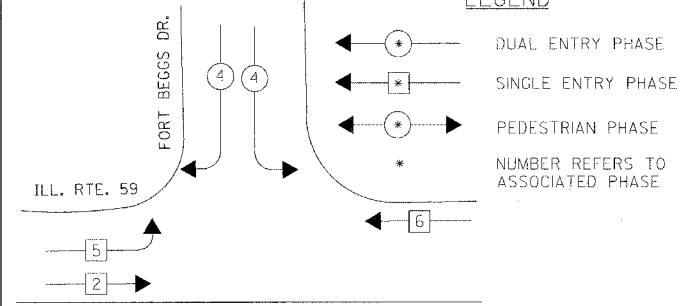 LEGEND
FORT BEGGS DR.
4 4
* DUAL ENTRY PHASE
* SINGLE ENTRY PHASE
* PEDESTRIAN PHASE
* NUMBER REFERS TO
ASSOCIATED PHASE
ILL. RTE. 59
6
5
2